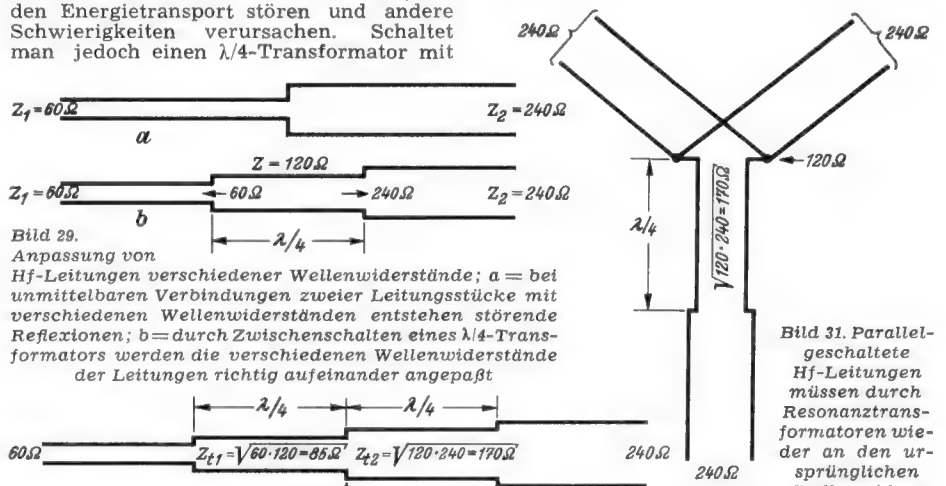 den Energietransport stören und andere
Schwierigkeiten verursachen. Schaltet
man jedoch einen λ/4-Transformator mit
Z₁=60Ω
Z₂=240Ω
a
Z=120Ω
Z₁=60Ω
60Ω
240Ω
Z₂=240Ω
b
λ/4
Bild 29.
Anpassung von
Hf-Leitungen verschiedener Wellenwiderstände; a = bei
unmittelbaren Verbindungen zweier Leitungsstücke mit
verschiedenen Wellenwiderständen entstehen störende
Reflexionen; b = durch Zwischenschalten eines λ/4-Trans-
formators werden die verschiedenen Wellenwiderstände
der Leitungen richtig aufeinander angepaßt
λ/4
λ/4
60Ω
Zt1=√60·120=85Ω
Zt2=√120·240=170Ω
240Ω
240Ω
240Ω
120Ω
λ/4
√120·240=170Ω
240Ω
Bild 31. Parallel-
geschaltete
Hf-Leitungen
müssen durch
Resonanztrans-
formatoren wie-
der an den ur-
sprünglichen